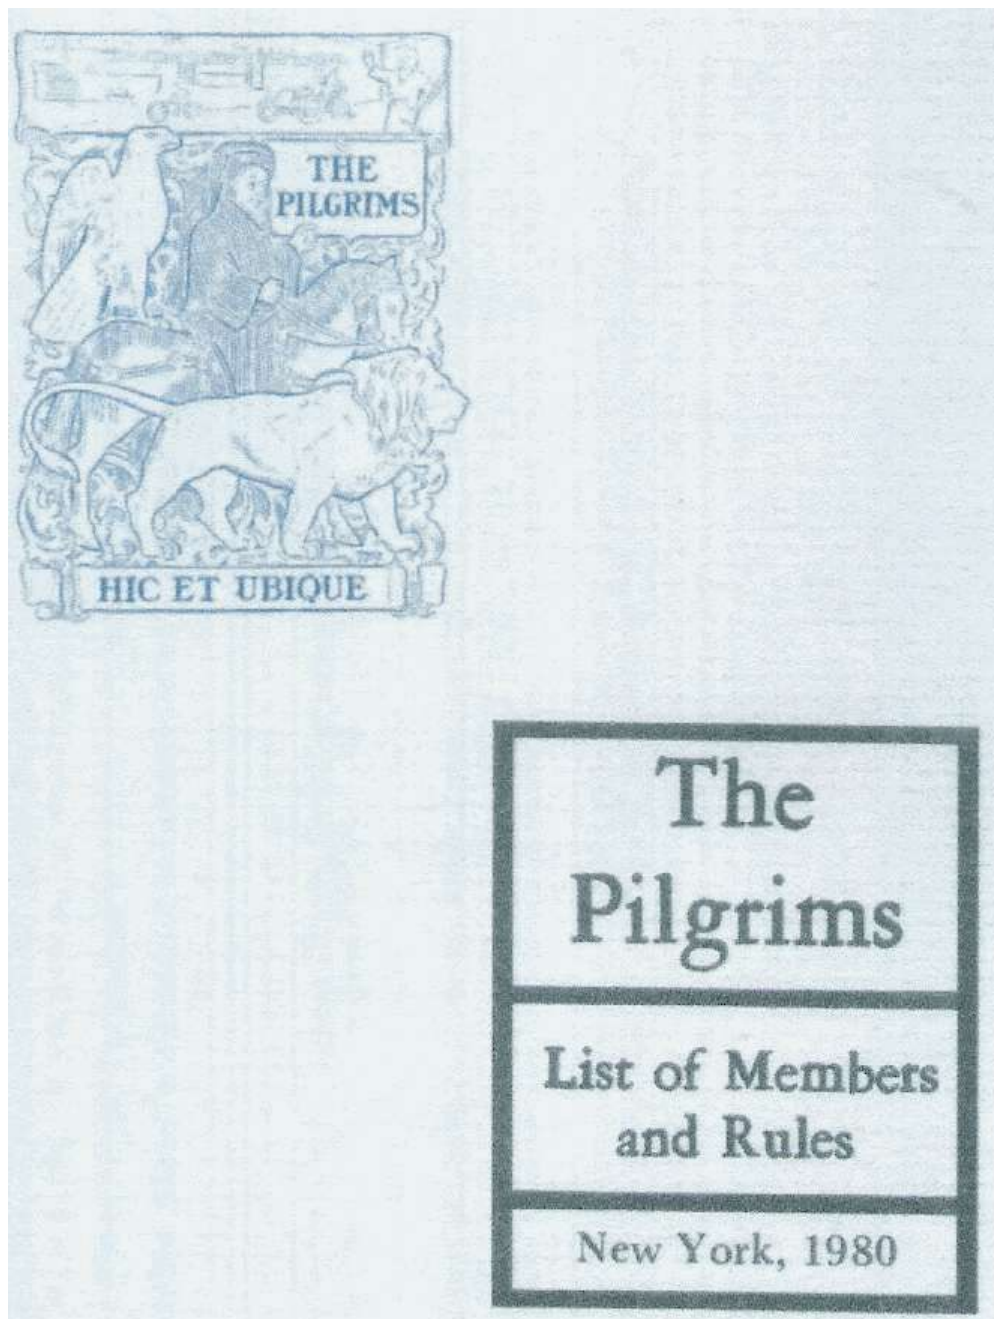 THE
PILGRIMS
HIC ET UBIQUE
The
Pilgrims
List of Members
and Rules
New York, 1980